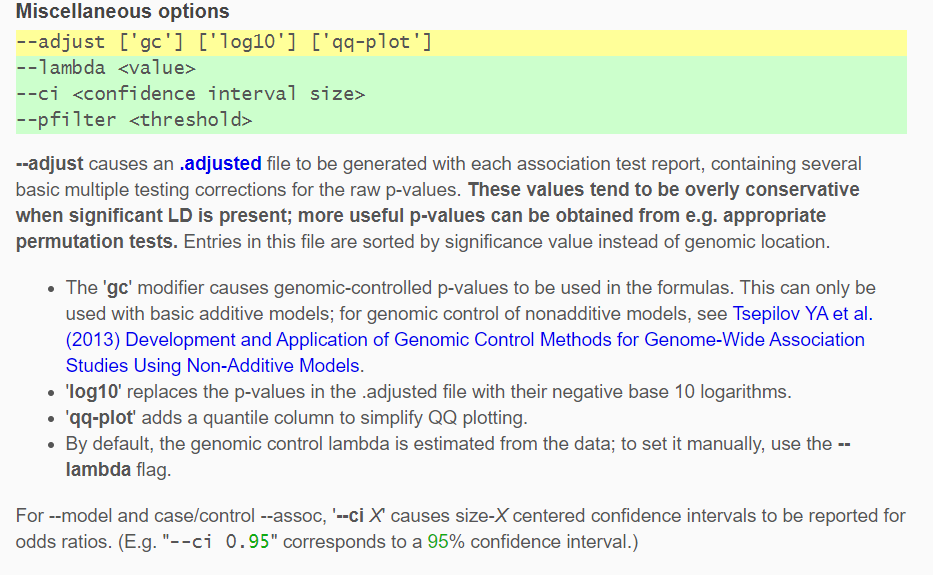 Miscellaneous options
--adjust ['gc'] ['log10'] ['qq-plot']
--lambda <value>
--ci <confidence interval size>
--pfilter <threshold>
--adjust causes an .adjusted file to be generated with each association test report, containing several
basic multiple testing corrections for the raw p-values. These values tend to be overly conservative
when significant LD is present; more useful p-values can be obtained from e.g. appropriate
permutation tests. Entries in this file are sorted by significance value instead of genomic location.
• The 'gc' modifier causes genomic-controlled p-values to be used in the formulas. This can only be
used with basic additive models; for genomic control of nonadditive models, see Tsepilov YA et al.
(2013) Development and Application of Genomic Control Methods for Genome-Wide Association
Studies Using Non-Additive Models.
• 'log10' replaces the p-values in the .adjusted file with their negative base 10 logarithms.
• 'qq-plot' adds a quantile column to simplify QQ plotting.
• By default, the genomic control lambda is estimated from the data; to set it manually, use the --
lambda flag.
For --model and case/control --assoc, '--ci X' causes size-X centered confidence intervals to be reported for
odds ratios. (E.g. "--ci 0.95" corresponds to a 95% confidence interval.)